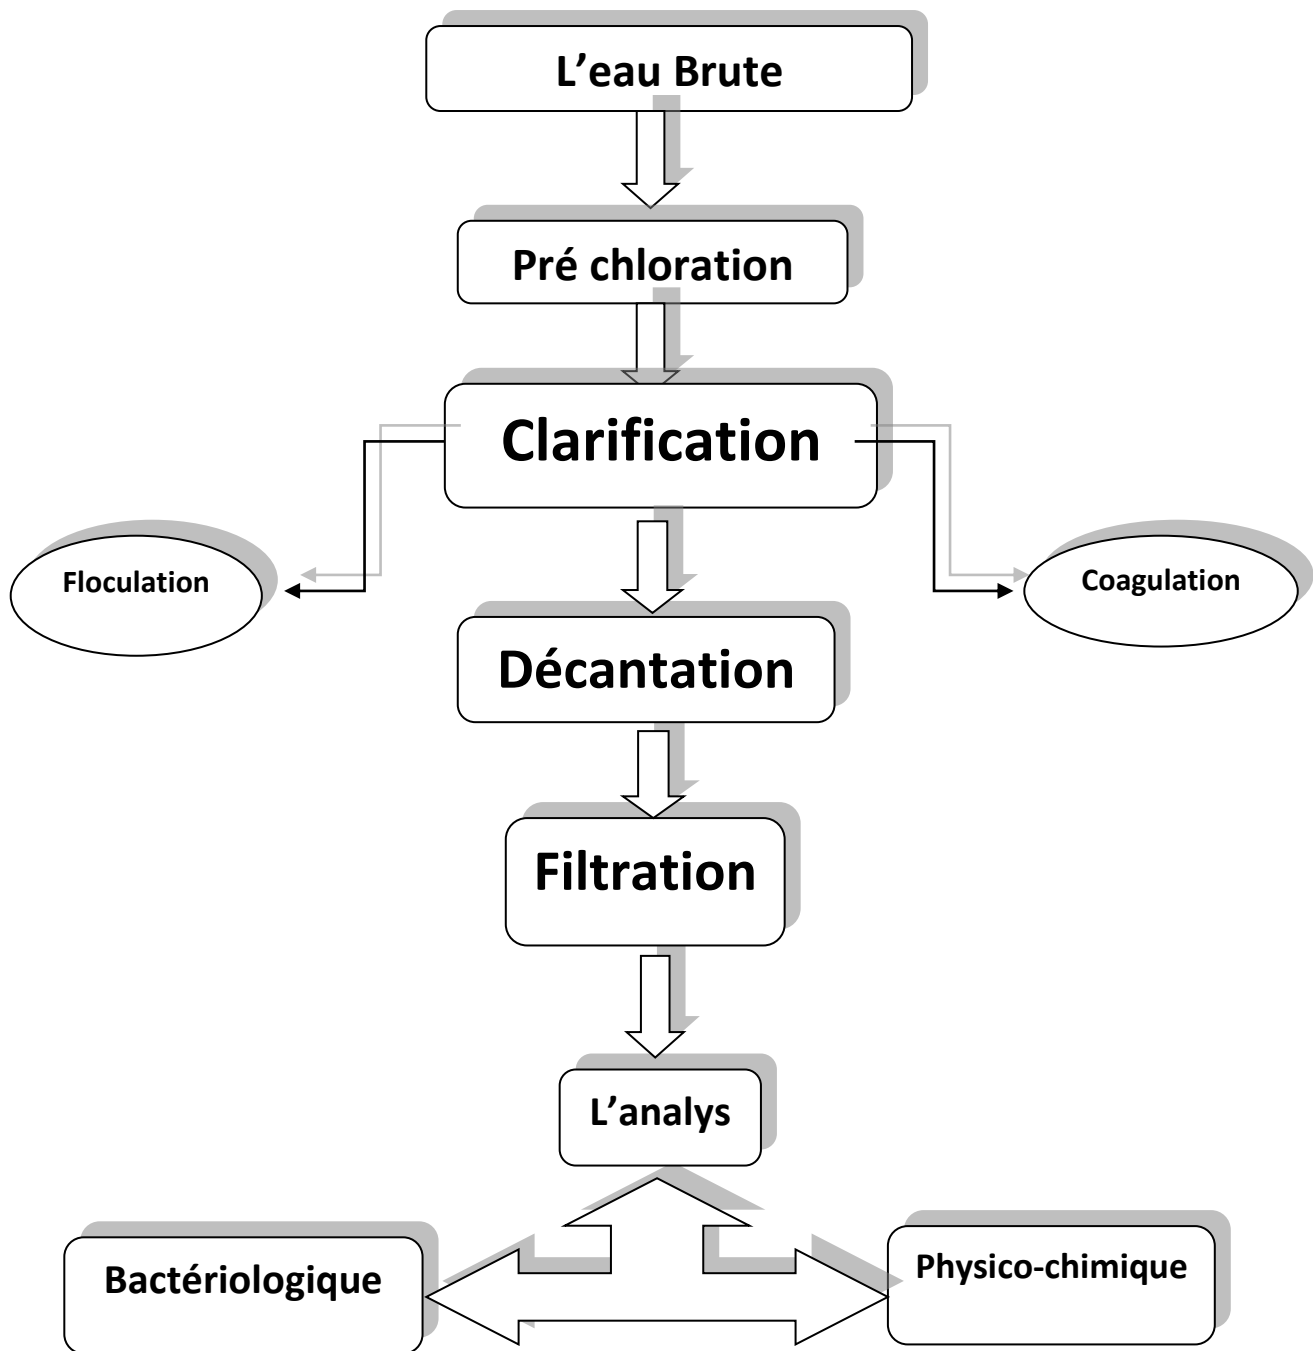 L’eau Brute
Pré chloration
Clarification
Floculation
Coagulation
Décantation
Filtration
L’analys
Bactériologique
Physico-chimique